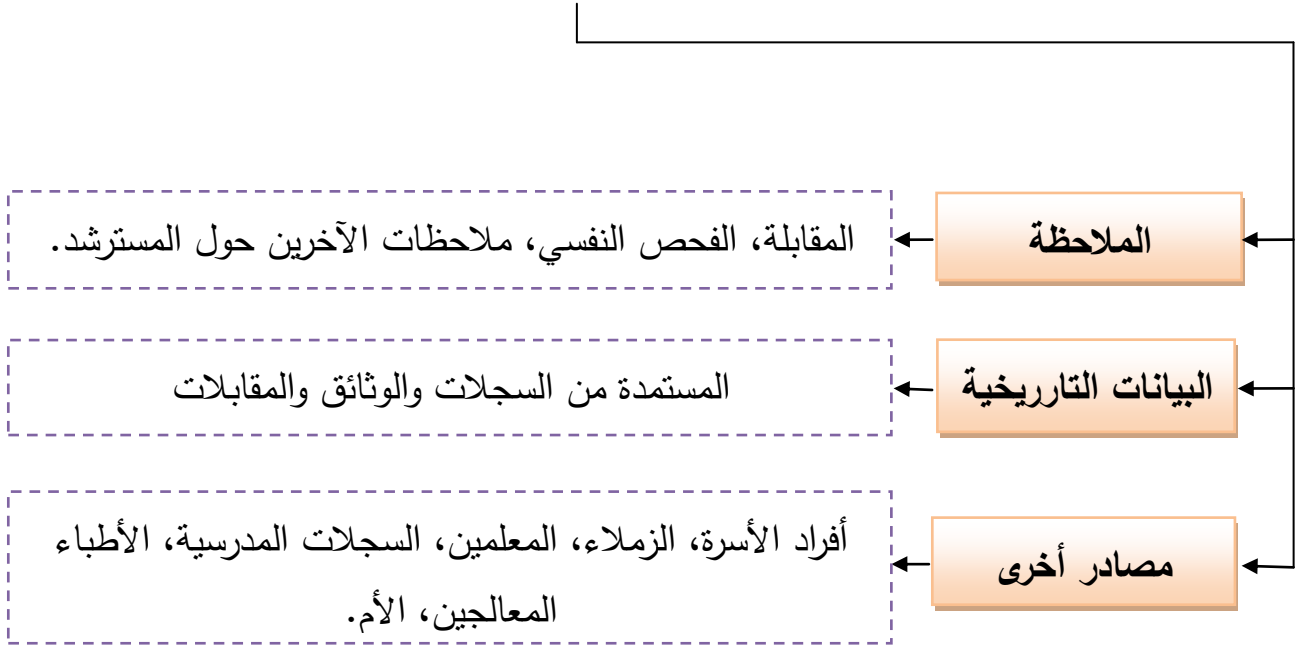 الملاحظة
المقابلة، الفحص النفسي، ملاحظات الآخرين حول المسترشد.
البيانات التارريخية
المستمدة من السجلات والوثائق والمقابلات
مصادر أخرى
أفراد الأسرة، الزملاء، المعلمين، السجلات المدرسية، الأطباء
المعالجين، الأم.